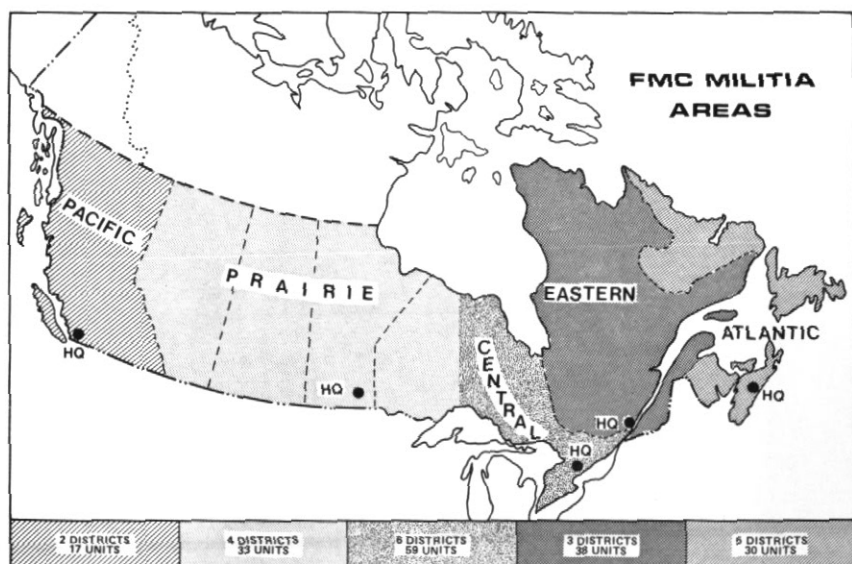 FMC MILITIA
AREAS
PACIFIC
PRAIRIE
EASTERN
ATLANTIC
CENTRAL
HQ
HQ
HQ
HQ
HQ
2 DISTRICTS
17 UNITS
4 DISTRICTS
33 UNITS
6 DISTRICTS
59 UNITS
3 DISTRICTS
38 UNITS
5 DISTRICTS
30 UNITS